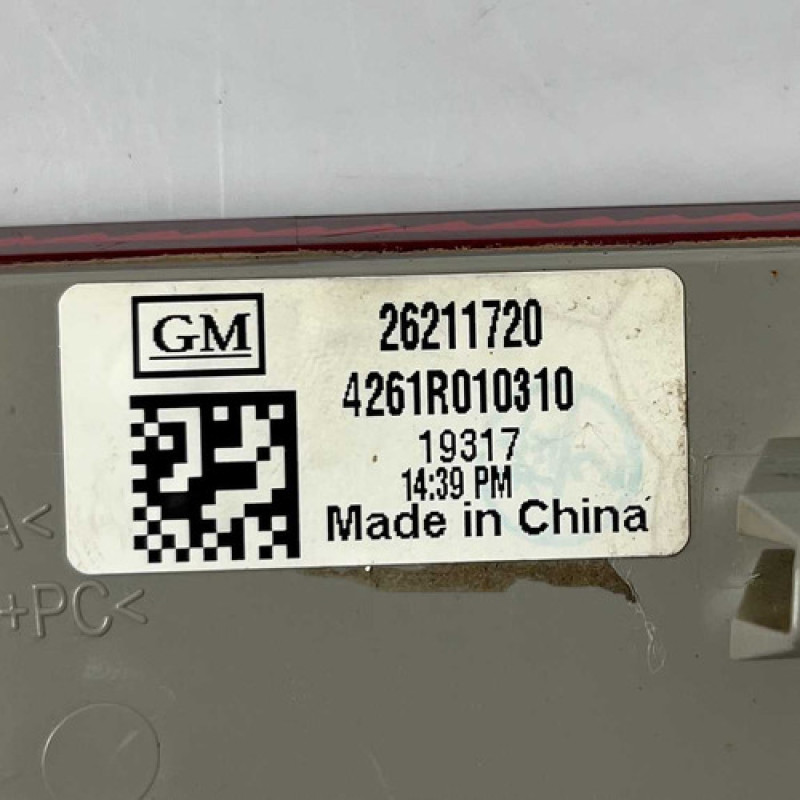 GM
26211720
4261R010310
19317
14:39 PM
Made in China
A<
+PC<